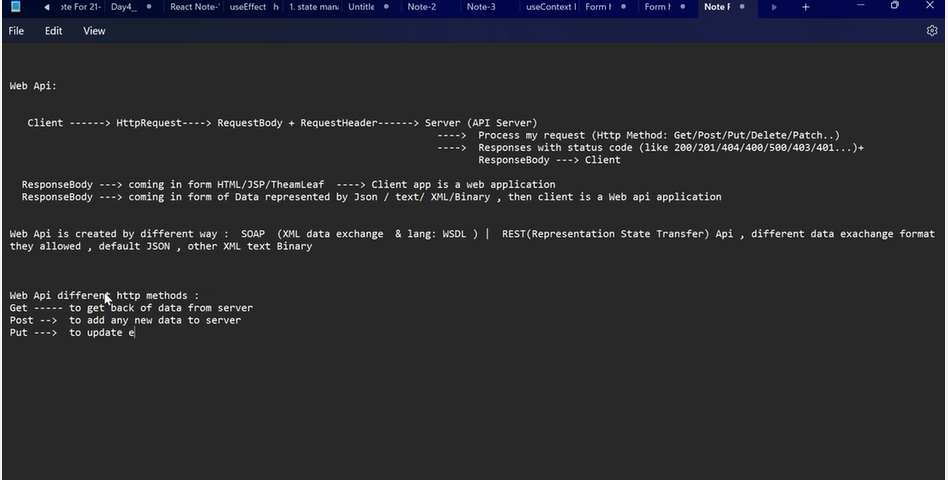 ote For 21-
Day4_
React Note-
useEffect h
1. state mana
Untitle
Note-2
Note-3
useContext I
Form h
Form h
Note F
File Edit View
Web Api:
Client ------> HttpRequest----> RequestBody + RequestHeader------> Server (API Server)
----> Process my request (Http Method: Get/Post/Put/Delete/Patch..)
----> Responses with status code (like 200/201/404/400/500/403/401...)+
ResponseBody ---> Client
ResponseBody ---> coming in form HTML/JSP/TheamLeaf ----> Client app is a web application
ResponseBody ---> coming in form of Data represented by Json / text/ XML/Binary , then client is a Web api application
Web Api is created by different way : SOAP (XML data exchange & lang: WSDL ) | REST(Representation State Transfer) Api , different data exachange format
they allowed , default JSON , other XML text Binary
Web Api different http methods :
Get ----- to get back of data from server
Post --> to add any new data to server
Put ---> to update e